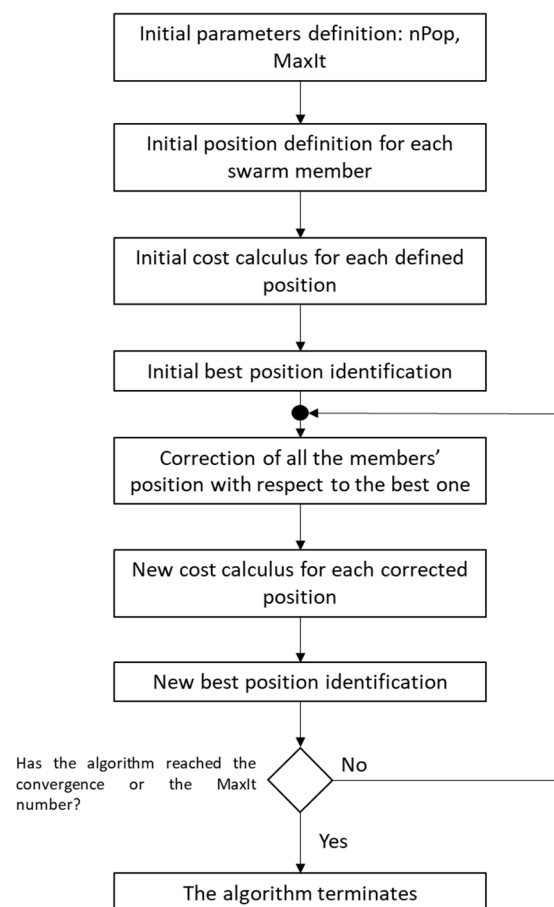 Initial parameters definition: nPop,
MaxIt
Initial position definition for each
swarm member
Initial cost calculus for each defined
position
Initial best position identification
Correction of all the members’
position with respect to the best one
New cost calculus for each corrected
position
New best position identification
Has the algorithm reached the
convergence or the MaxIt
number?
No
Yes
The algorithm terminates